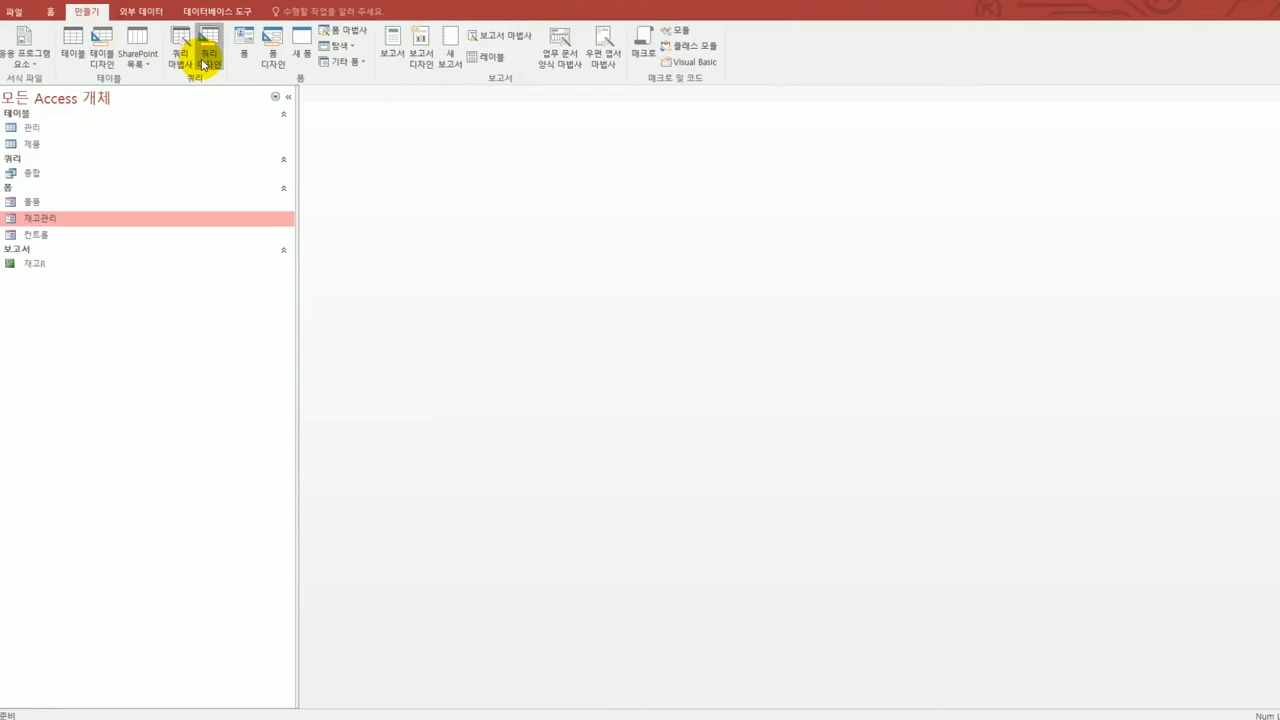 파일 홈 만들기 외부 데이터 데이터베이스 도구 수행할 작업을 알려 주세요.
응용 프로그램 요소
테이블
테이블 디자인
SharePoint 목록
쿼리 마법사
쿼리 디자인
폼
폼 디자인
새 폼
폼 마법사
탐색
기타 폼
보고서
보고서 디자인
새 보고서
보고서 마법사
레이블
업무 문서 양식 마법사
우편 엽서 마법사
매크로
모듈
클래스 모듈
Visual Basic
서식 파일 테이블 쿼리 폼 보고서 매크로 및 코드
모든 Access 개체
테이블
관리
제품
쿼리
종합
폼
물품
재고관리
컨트롤
보고서
재고R
준비
Num L